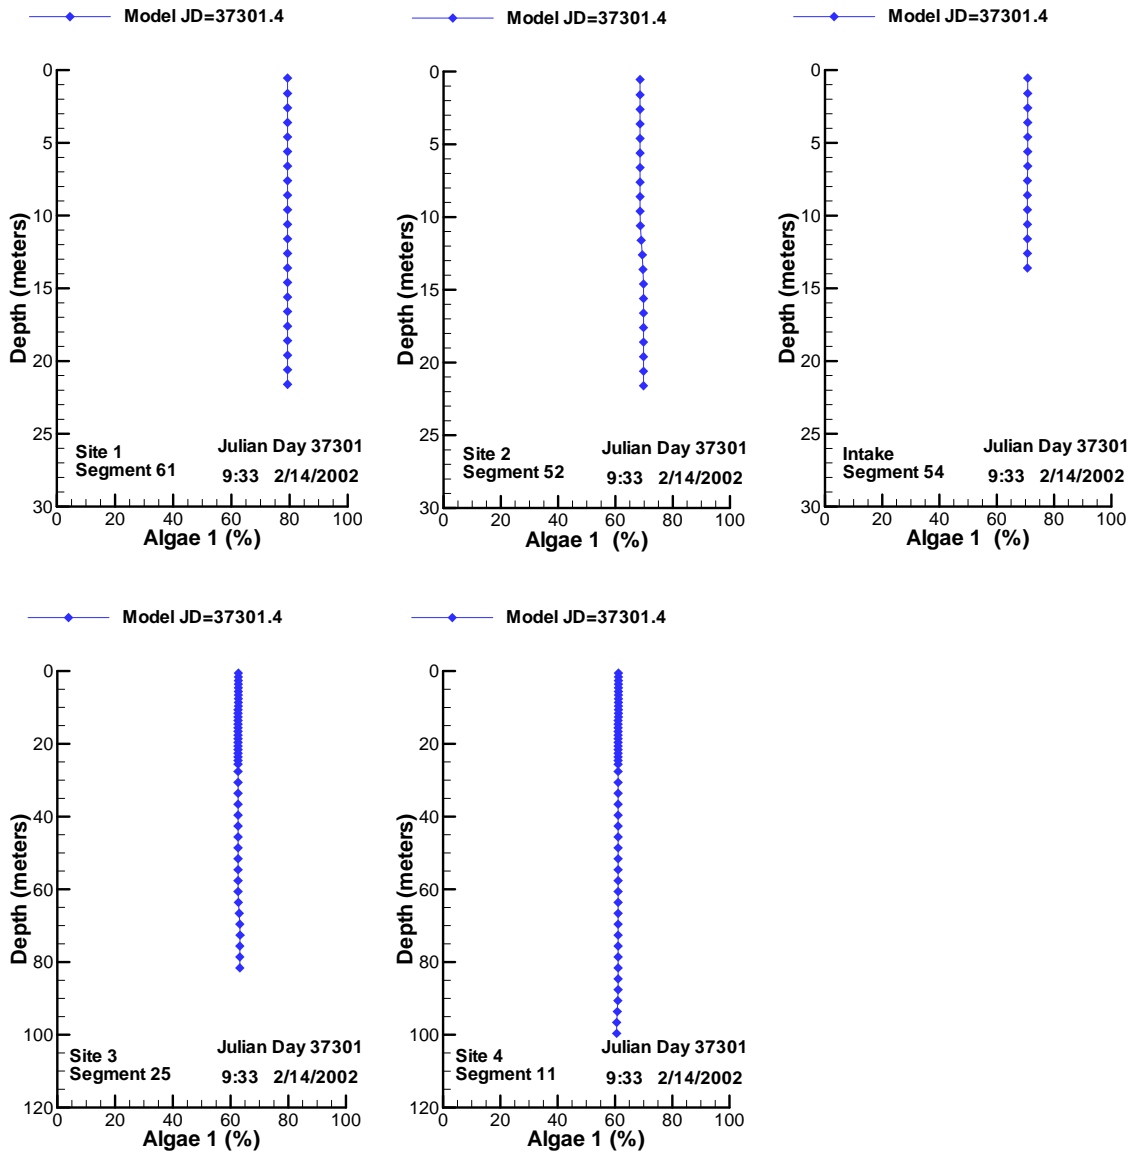 Model JD=37301.4
0
5
10
15
20
25
30
Depth (meters)
Site 1
Segment 61
Julian Day 37301
9:33 2/14/2002
0 20 40 60 80 100
Algae 1 (%)
Model JD=37301.4
0
5
10
15
20
25
30
Depth (meters)
Site 2
Segment 52
Julian Day 37301
9:33 2/14/2002
0 20 40 60 80 100
Algae 1 (%)
Model JD=37301.4
0
5
10
15
20
25
30
Depth (meters)
Intake
Segment 54
Julian Day 37301
9:33 2/14/2002
0 20 40 60 80 100
Algae 1 (%)
Model JD=37301.4
0
20
40
60
80
100
120
Depth (meters)
Site 3
Segment 25
Julian Day 37301
9:33 2/14/2002
0 20 40 60 80 100
Algae 1 (%)
Model JD=37301.4
0
20
40
60
80
100
120
Depth (meters)
Site 4
Segment 11
Julian Day 37301
9:33 2/14/2002
0 20 40 60 80 100
Algae 1 (%)